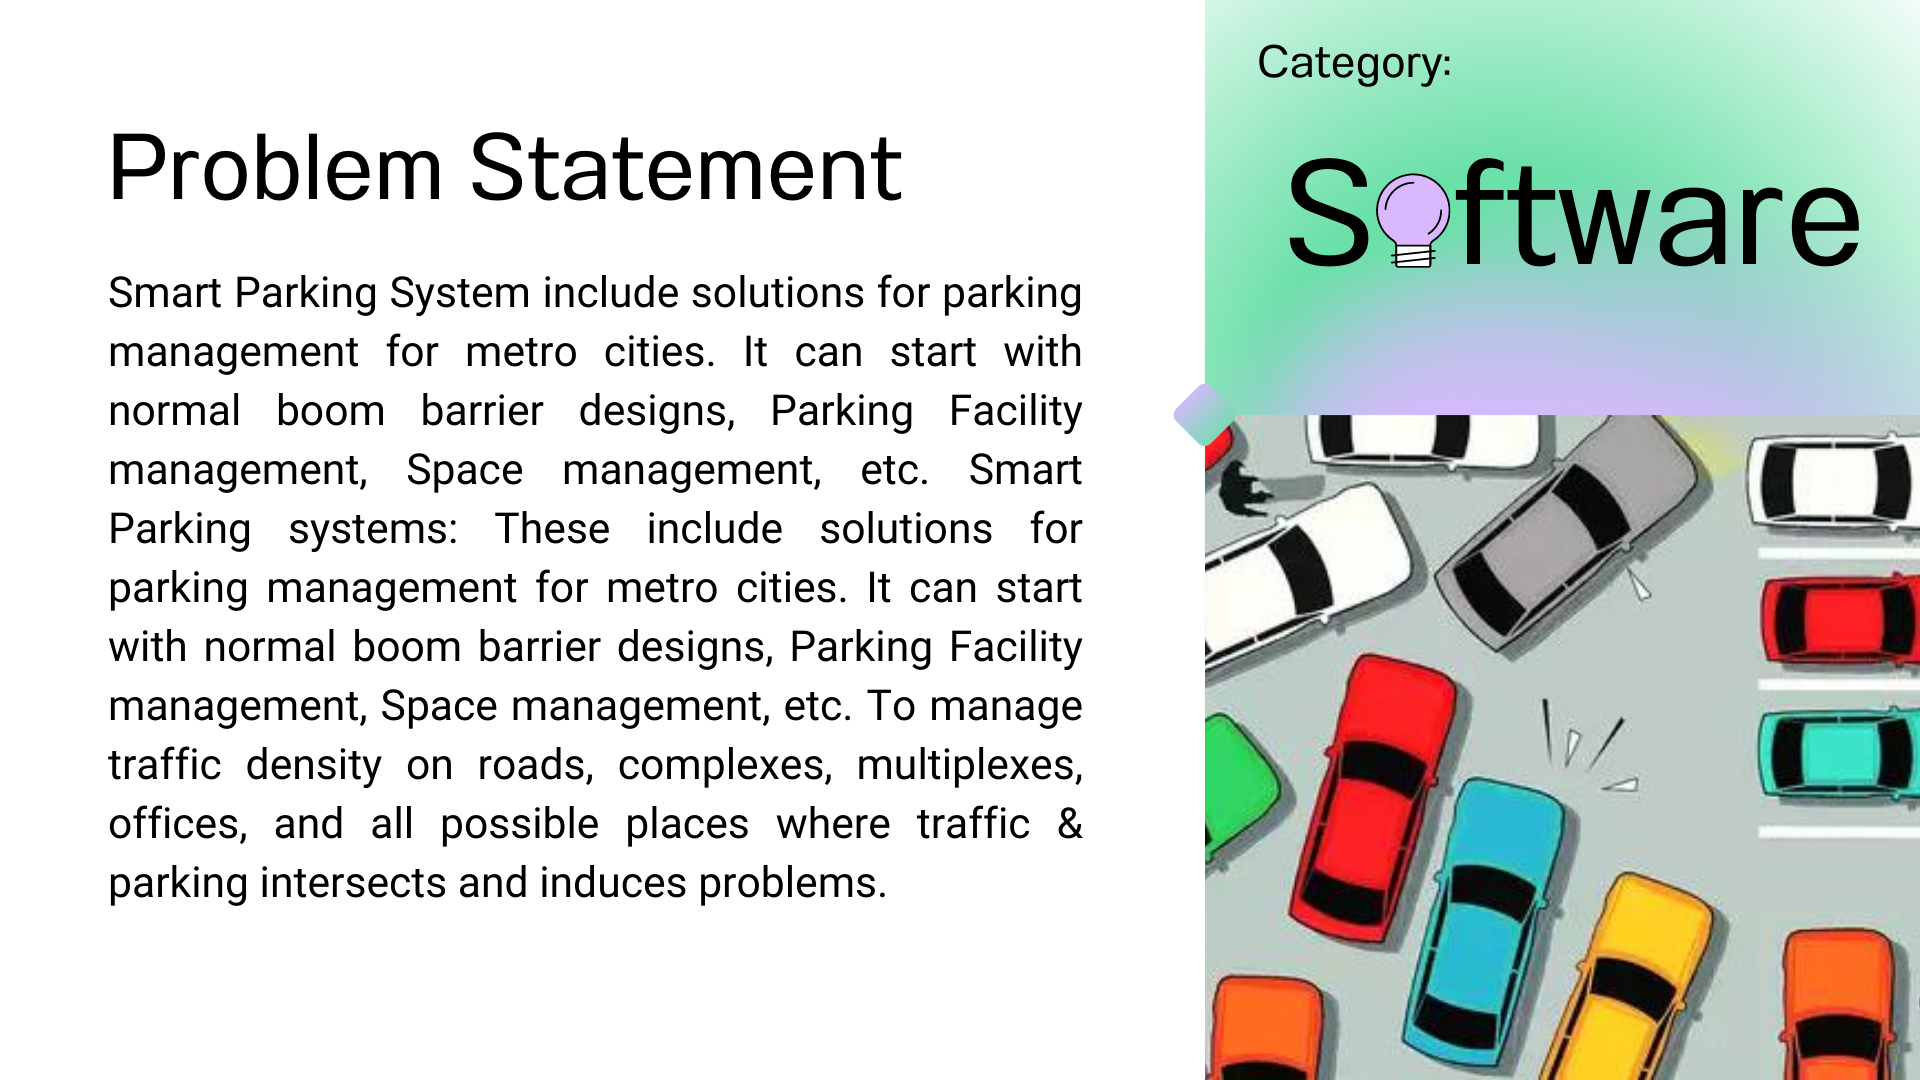 Problem Statement
Smart Parking System include solutions for parking
management for metro cities. It can start with
normal boom barrier designs, Parking Facility
management, Space management, etc. Smart
Parking systems: These include solutions for
parking management for metro cities. It can start
with normal boom barrier designs, Parking Facility
management, Space management, etc. To manage
traffic density on roads, complexes, multiplexes,
offices, and all possible places where traffic &
parking intersects and induces problems.
Category:
Software